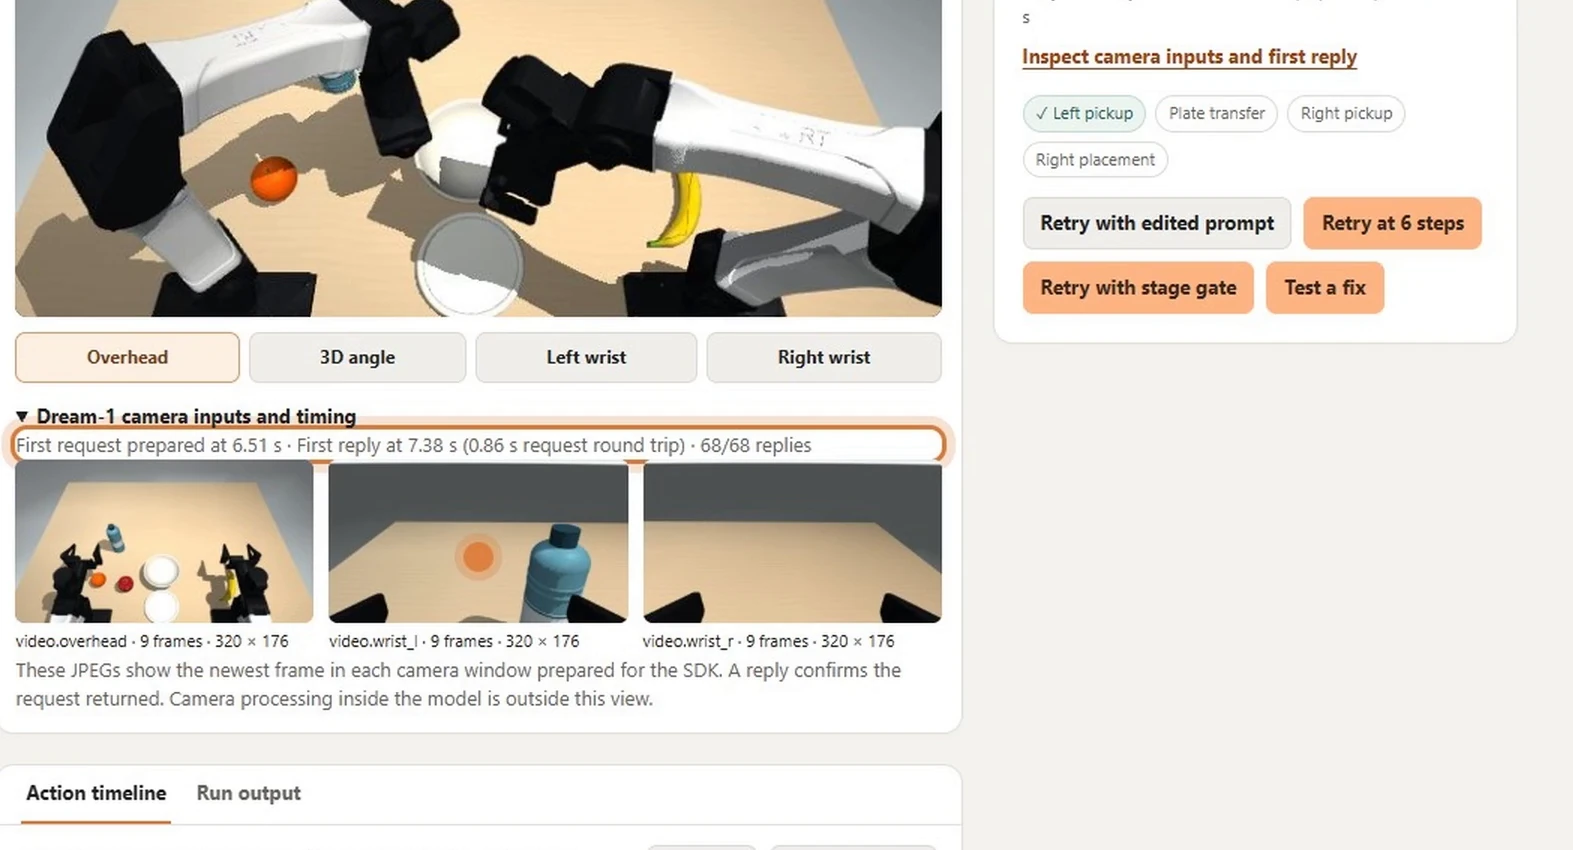 s
Inspect camera inputs and first reply
✓ Left pickup
Plate transfer
Right pickup
Right placement
Retry with edited prompt
Retry at 6 steps
Retry with stage gate
Test a fix
Overhead
3D angle
Left wrist
Right wrist
▼ Dream-1 camera inputs and timing
First request prepared at 6.51 s · First reply at 7.38 s (0.86 s request round trip) · 68/68 replies
video.overhead · 9 frames · 320 × 176
video.wrist_l · 9 frames · 320 × 176
video.wrist_r · 9 frames · 320 × 176
These JPEGs show the newest frame in each camera window prepared for the SDK. A reply confirms the
request returned. Camera processing inside the model is outside this view.
Action timeline
Run output